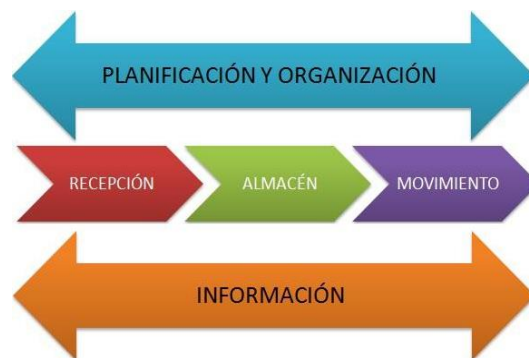 PLANIFICACIÓN Y ORGANIZACIÓN
RECEPCIÓN
ALMACÉN
MOVIMIENTO
INFORMACIÓN